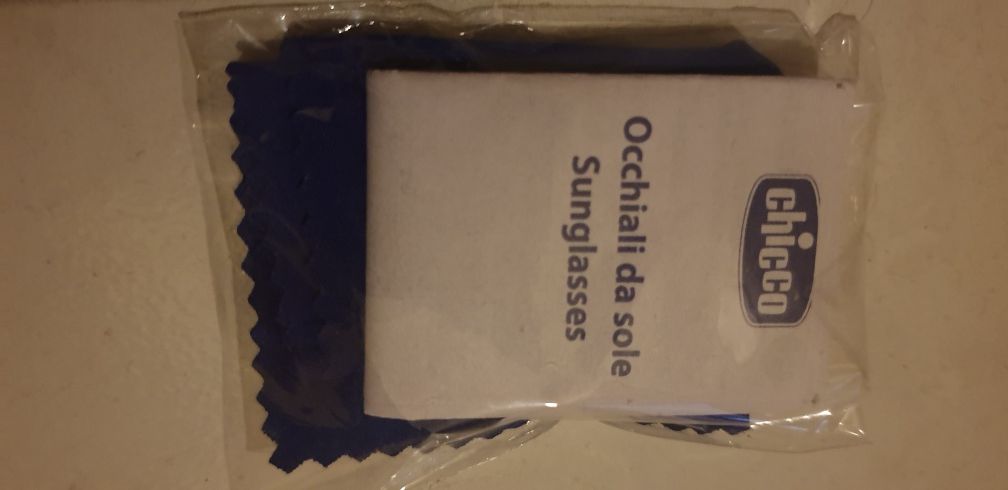 chicco
Occhiali da sole
Sunglasses